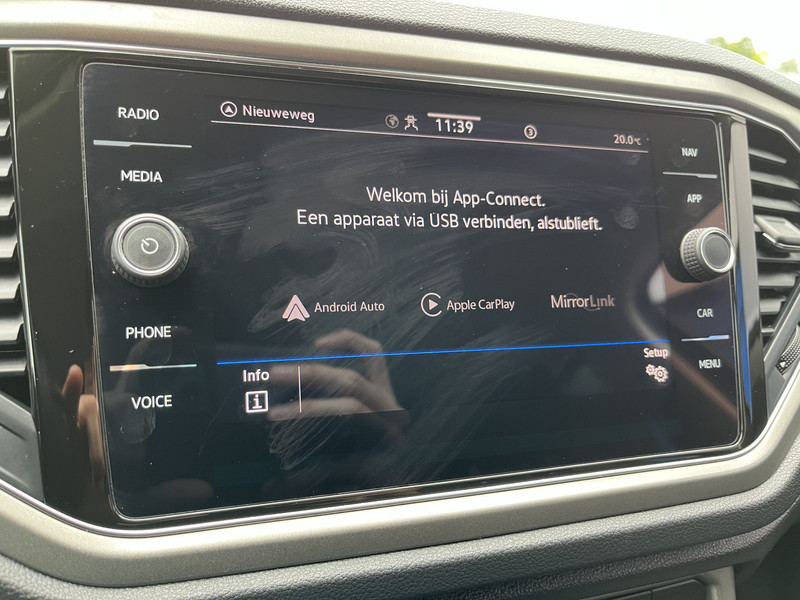 RADIO
MEDIA
PHONE
VOICE
Nieuweweg
11:39
3
20.0°C
Welkom bij App-Connect.
Een apparaat via USB verbinden, alstublieft.
Android Auto
Apple CarPlay
MirrorLink
Info
i
Setup
NAV
APP
CAR
MENU